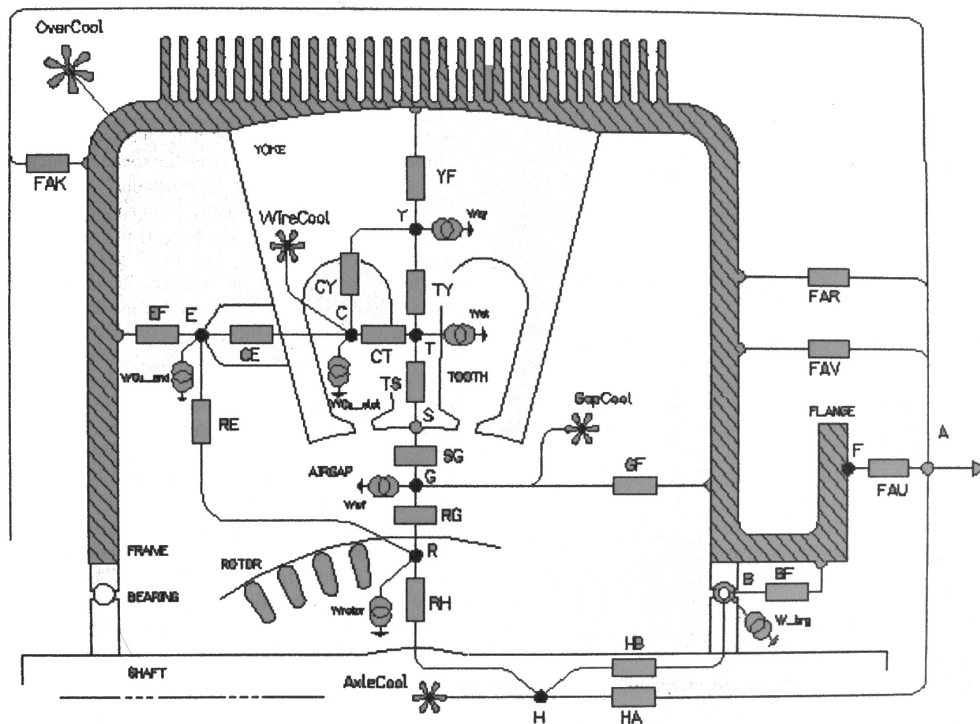 OverCool
YOKE
FAK
YF
WireCool
Y
CY
TY
FAR
C
EF
E
CE
CT
T
FAV
TS
TOOTH
S
RE
GapCool
FLANGE
A
F
SG
AIRGAP
G
GF
FAU
RG
R
FRAME
ROTOR
BEARING
Wrotor
RH
B
BF
W_brg
HB
SHAFT
AxleCool
H
HA